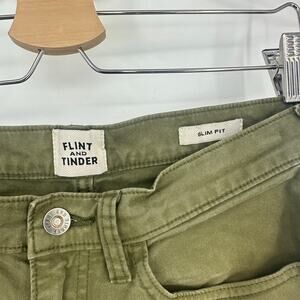 FLINT
AND
TINDER
SLIM FIT